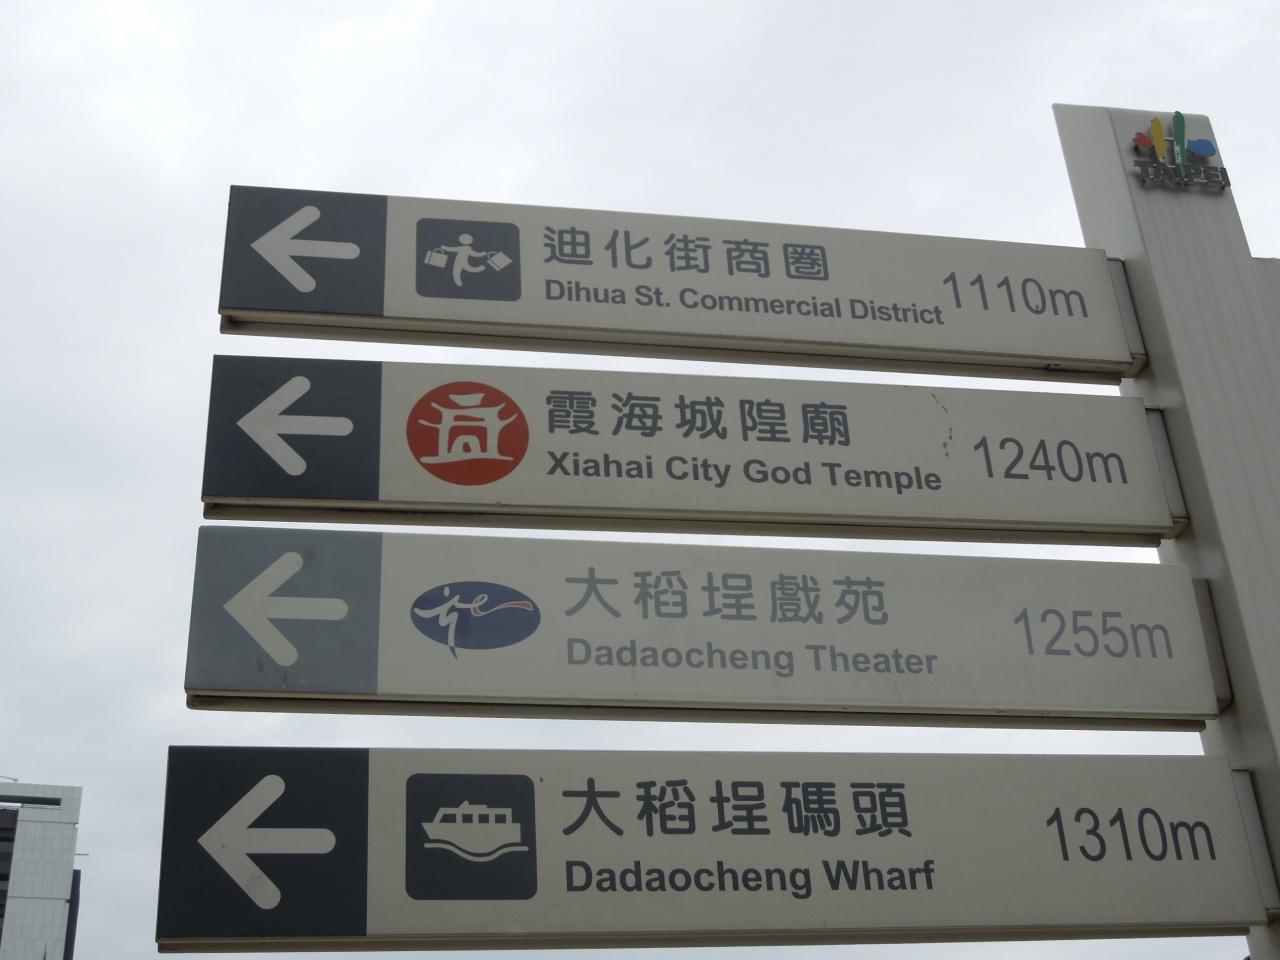 TAIPEI
迪化街商圈
Dihua St. Commercial District
1110m
霞海城隍廟
Xiahai City God Temple
1240m
大稻埕戲苑
Dadaocheng Theater
1255m
大稻埕碼頭
Dadaocheng Wharf
1310m